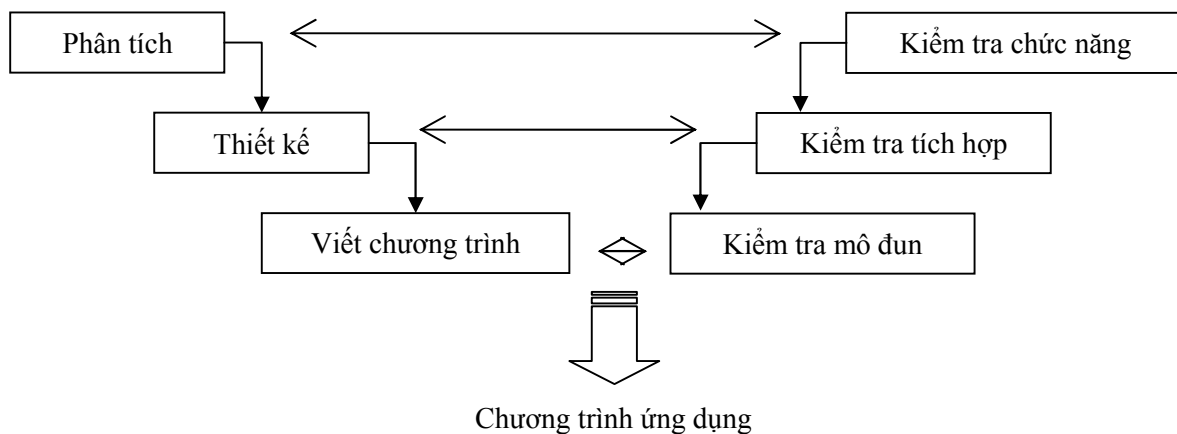 Phân tích
Kiểm tra chức năng
Thiết kế
Kiểm tra tích hợp
Viết chương trình
Kiểm tra mô đun
Chương trình ứng dụng